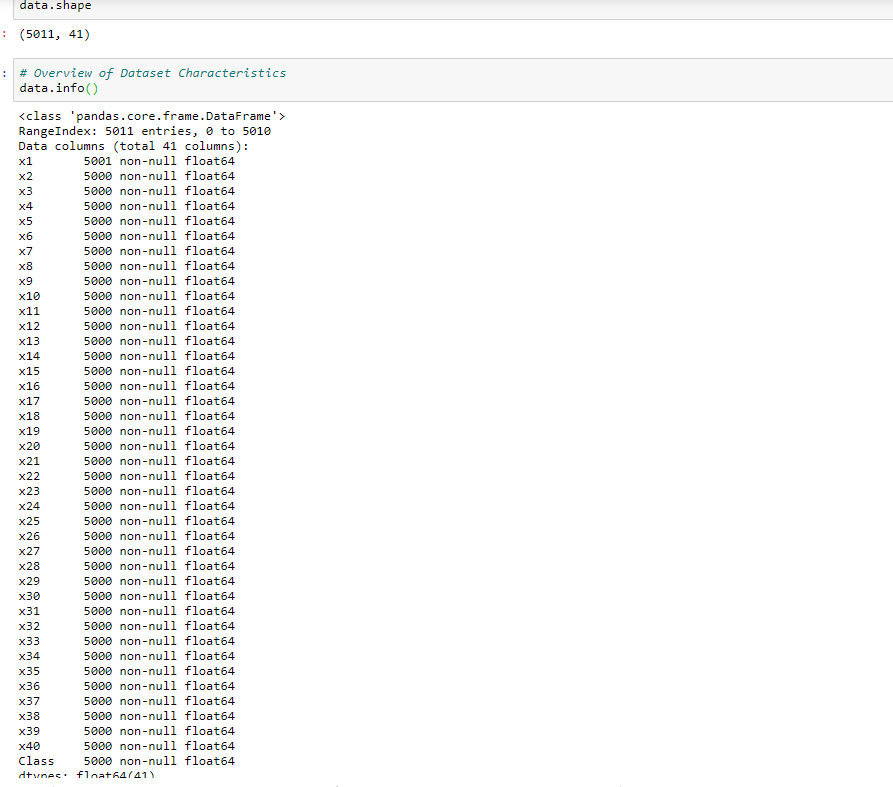 data.shape
: (5011, 41)
: # Overview of Dataset Characteristics
data.info()
<class 'pandas.core.frame.DataFrame'>
RangeIndex: 5011 entries, 0 to 5010
Data columns (total 41 columns):
x1 5001 non-null float64
x2 5000 non-null float64
x3 5000 non-null float64
x4 5000 non-null float64
x5 5000 non-null float64
x6 5000 non-null float64
x7 5000 non-null float64
x8 5000 non-null float64
x9 5000 non-null float64
x10 5000 non-null float64
x11 5000 non-null float64
x12 5000 non-null float64
x13 5000 non-null float64
x14 5000 non-null float64
x15 5000 non-null float64
x16 5000 non-null float64
x17 5000 non-null float64
x18 5000 non-null float64
x19 5000 non-null float64
x20 5000 non-null float64
x21 5000 non-null float64
x22 5000 non-null float64
x23 5000 non-null float64
x24 5000 non-null float64
x25 5000 non-null float64
x26 5000 non-null float64
x27 5000 non-null float64
x28 5000 non-null float64
x29 5000 non-null float64
x30 5000 non-null float64
x31 5000 non-null float64
x32 5000 non-null float64
x33 5000 non-null float64
x34 5000 non-null float64
x35 5000 non-null float64
x36 5000 non-null float64
x37 5000 non-null float64
x38 5000 non-null float64
x39 5000 non-null float64
x40 5000 non-null float64
Class 5000 non-null float64
dtypes: float64(41)